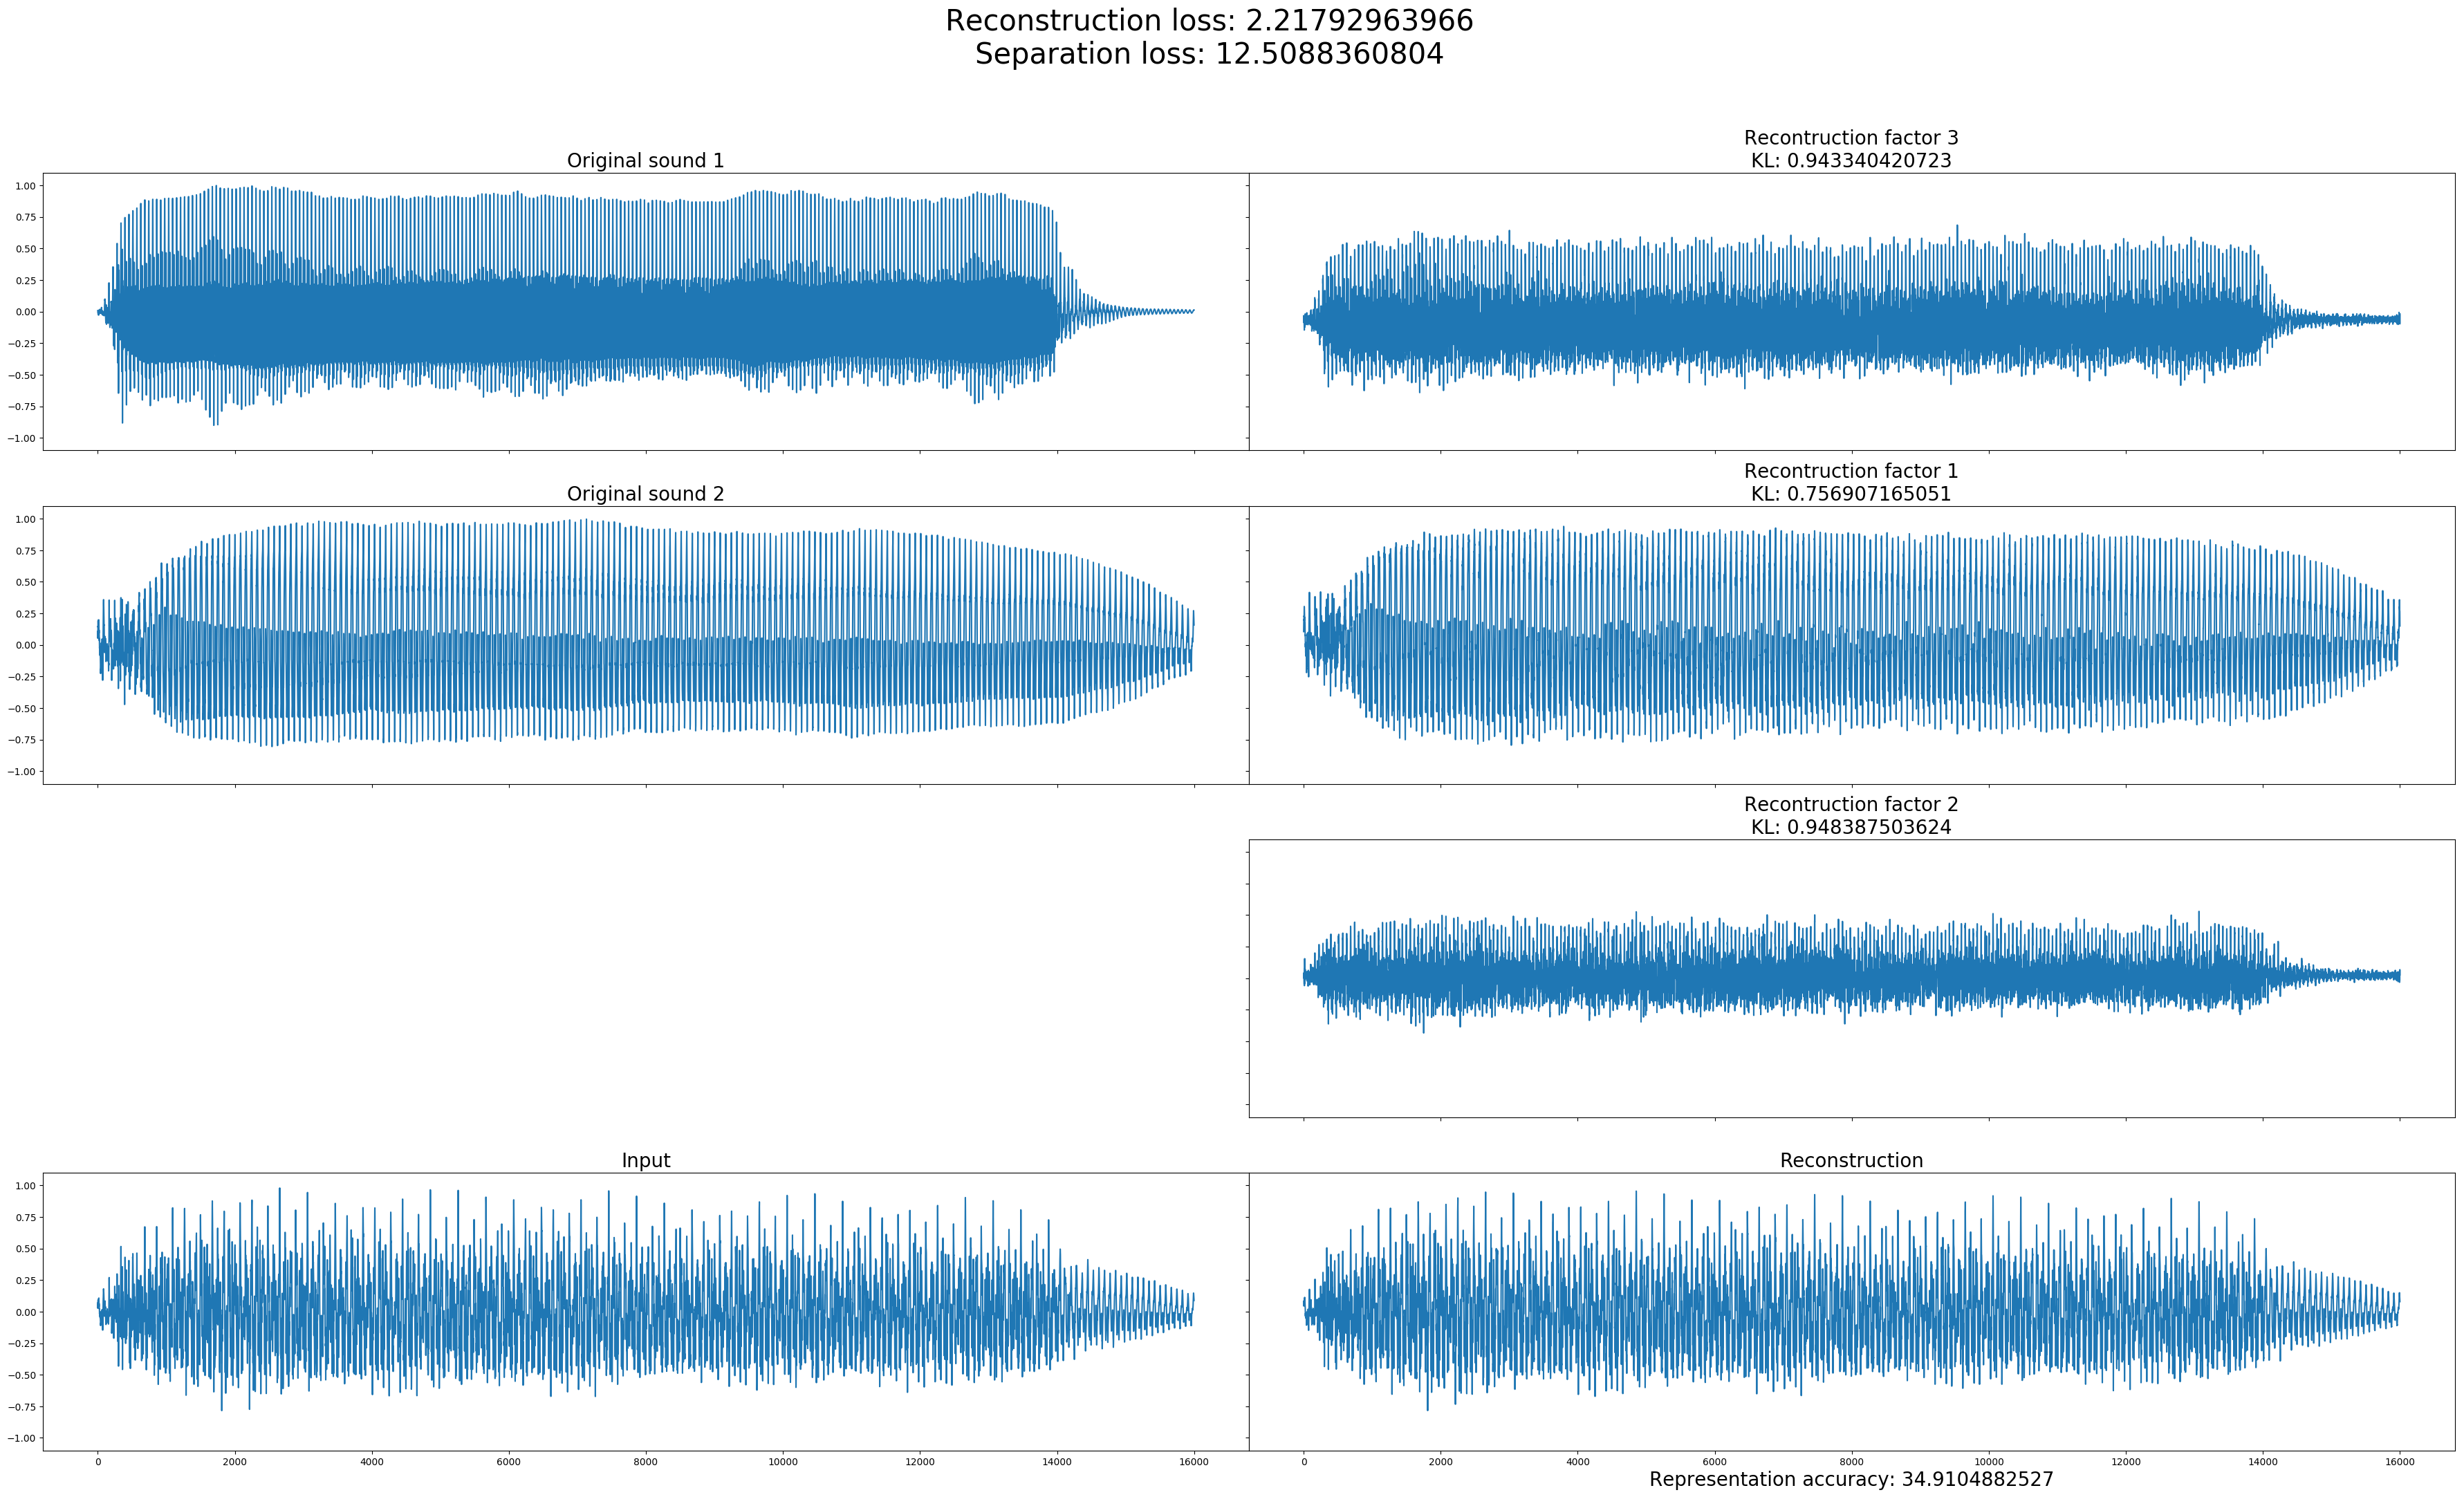 Reconstruction loss: 2.21792963966
Separation loss: 12.5088360804
Original sound 1
Recontruction factor 3
KL: 0.943340420723
1.00
0.75
0.50
0.25
0.00
−0.25
−0.50
−0.75
−1.00
Original sound 2
Recontruction factor 1
KL: 0.756907165051
1.00
0.75
0.50
0.25
0.00
−0.25
−0.50
−0.75
−1.00
Recontruction factor 2
KL: 0.948387503624
Input
Reconstruction
1.00
0.75
0.50
0.25
0.00
−0.25
−0.50
−0.75
−1.00
0 2000 4000 6000 8000 10000 12000 14000 16000
0 2000 4000 6000 8000 10000 12000 14000 16000
Representation accuracy: 34.9104882527